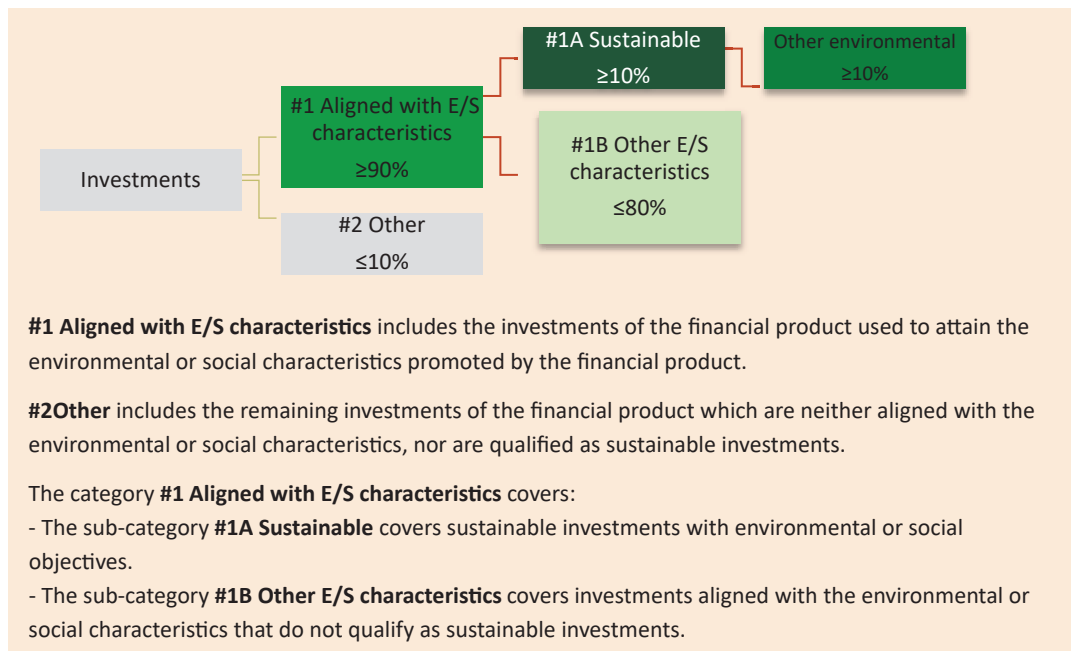 #1A Sustainable
≥10%
Other environmental
≥10%
#1 Aligned with E/S
characteristics
≥90%
#1B Other E/S
characteristics
≤80%
Investments
#2 Other
≤10%
#1 Aligned with E/S characteristics includes the investments of the financial product used to attain the
environmental or social characteristics promoted by the financial product.
#2Other includes the remaining investments of the financial product which are neither aligned with the
environmental or social characteristics, nor are qualified as sustainable investments.
The category #1 Aligned with E/S characteristics covers:
- The sub-category #1A Sustainable covers sustainable investments with environmental or social
objectives.
- The sub-category #1B Other E/S characteristics covers investments aligned with the environmental or
social characteristics that do not qualify as sustainable investments.